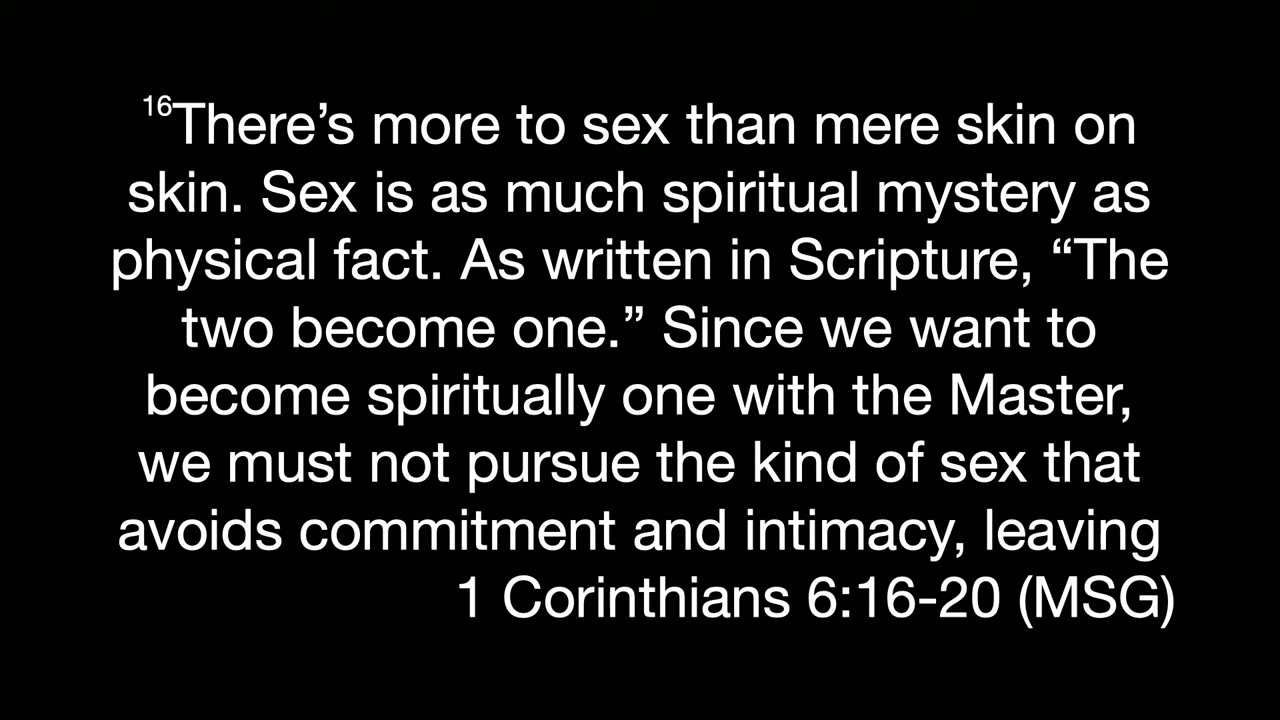 16There’s more to sex than mere skin on
skin. Sex is as much spiritual mystery as
physical fact. As written in Scripture, “The
two become one.” Since we want to
become spiritually one with the Master,
we must not pursue the kind of sex that
avoids commitment and intimacy, leaving
1 Corinthians 6:16-20 (MSG)